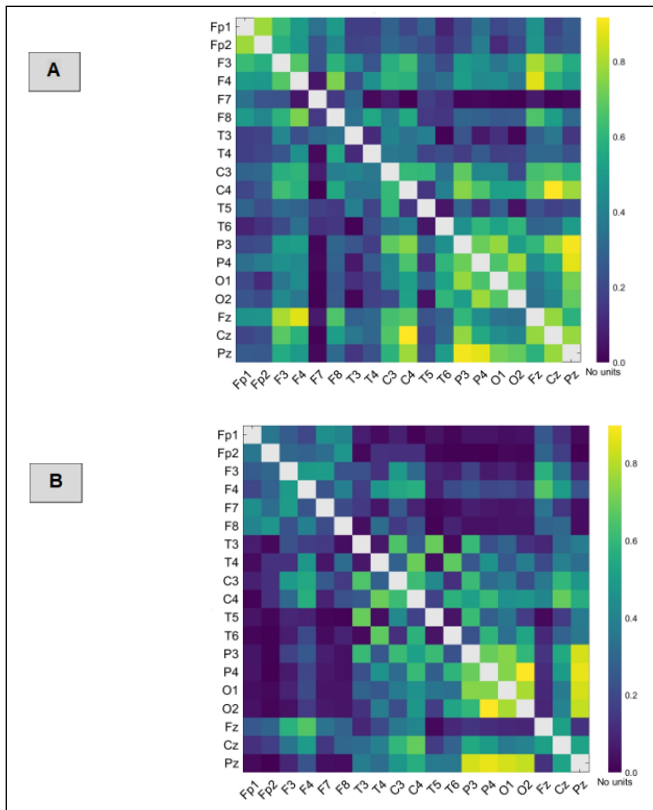 A
Fp1
Fp2
F3
F4
F7
F8
T3
T4
C3
C4
T5
T6
P3
P4
O1
O2
Fz
Cz
Pz
0.8
0.6
0.4
0.2
0.0
No units
Fp1 Fp2 F3 F4 F7 F8 T3 T4 C3 C4 T5 T6 P3 P4 O1 O2 Fz Cz Pz
B
Fp1
Fp2
F3
F4
F7
F8
T3
T4
C3
C4
T5
T6
P3
P4
O1
O2
Fz
Cz
Pz
0.8
0.6
0.4
0.2
0.0
No units
Fp1 Fp2 F3 F4 F7 F8 T3 T4 C3 C4 T5 T6 P3 P4 O1 O2 Fz Cz Pz